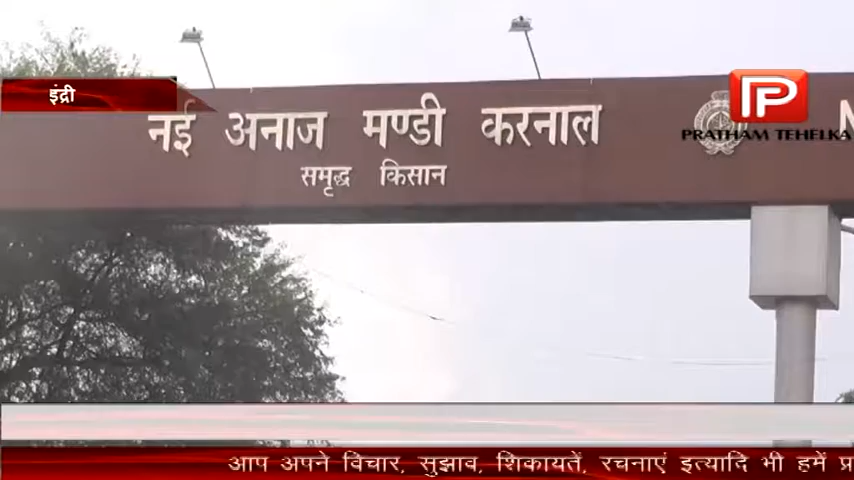 इंद्री
नई अनाज मण्डी करनाल
समृद्ध किसान
P
PRATHAM TEHELKA
आप अपने विचार, सुझाव, शिकायतें, रचनाएं इत्यादि भी हमें